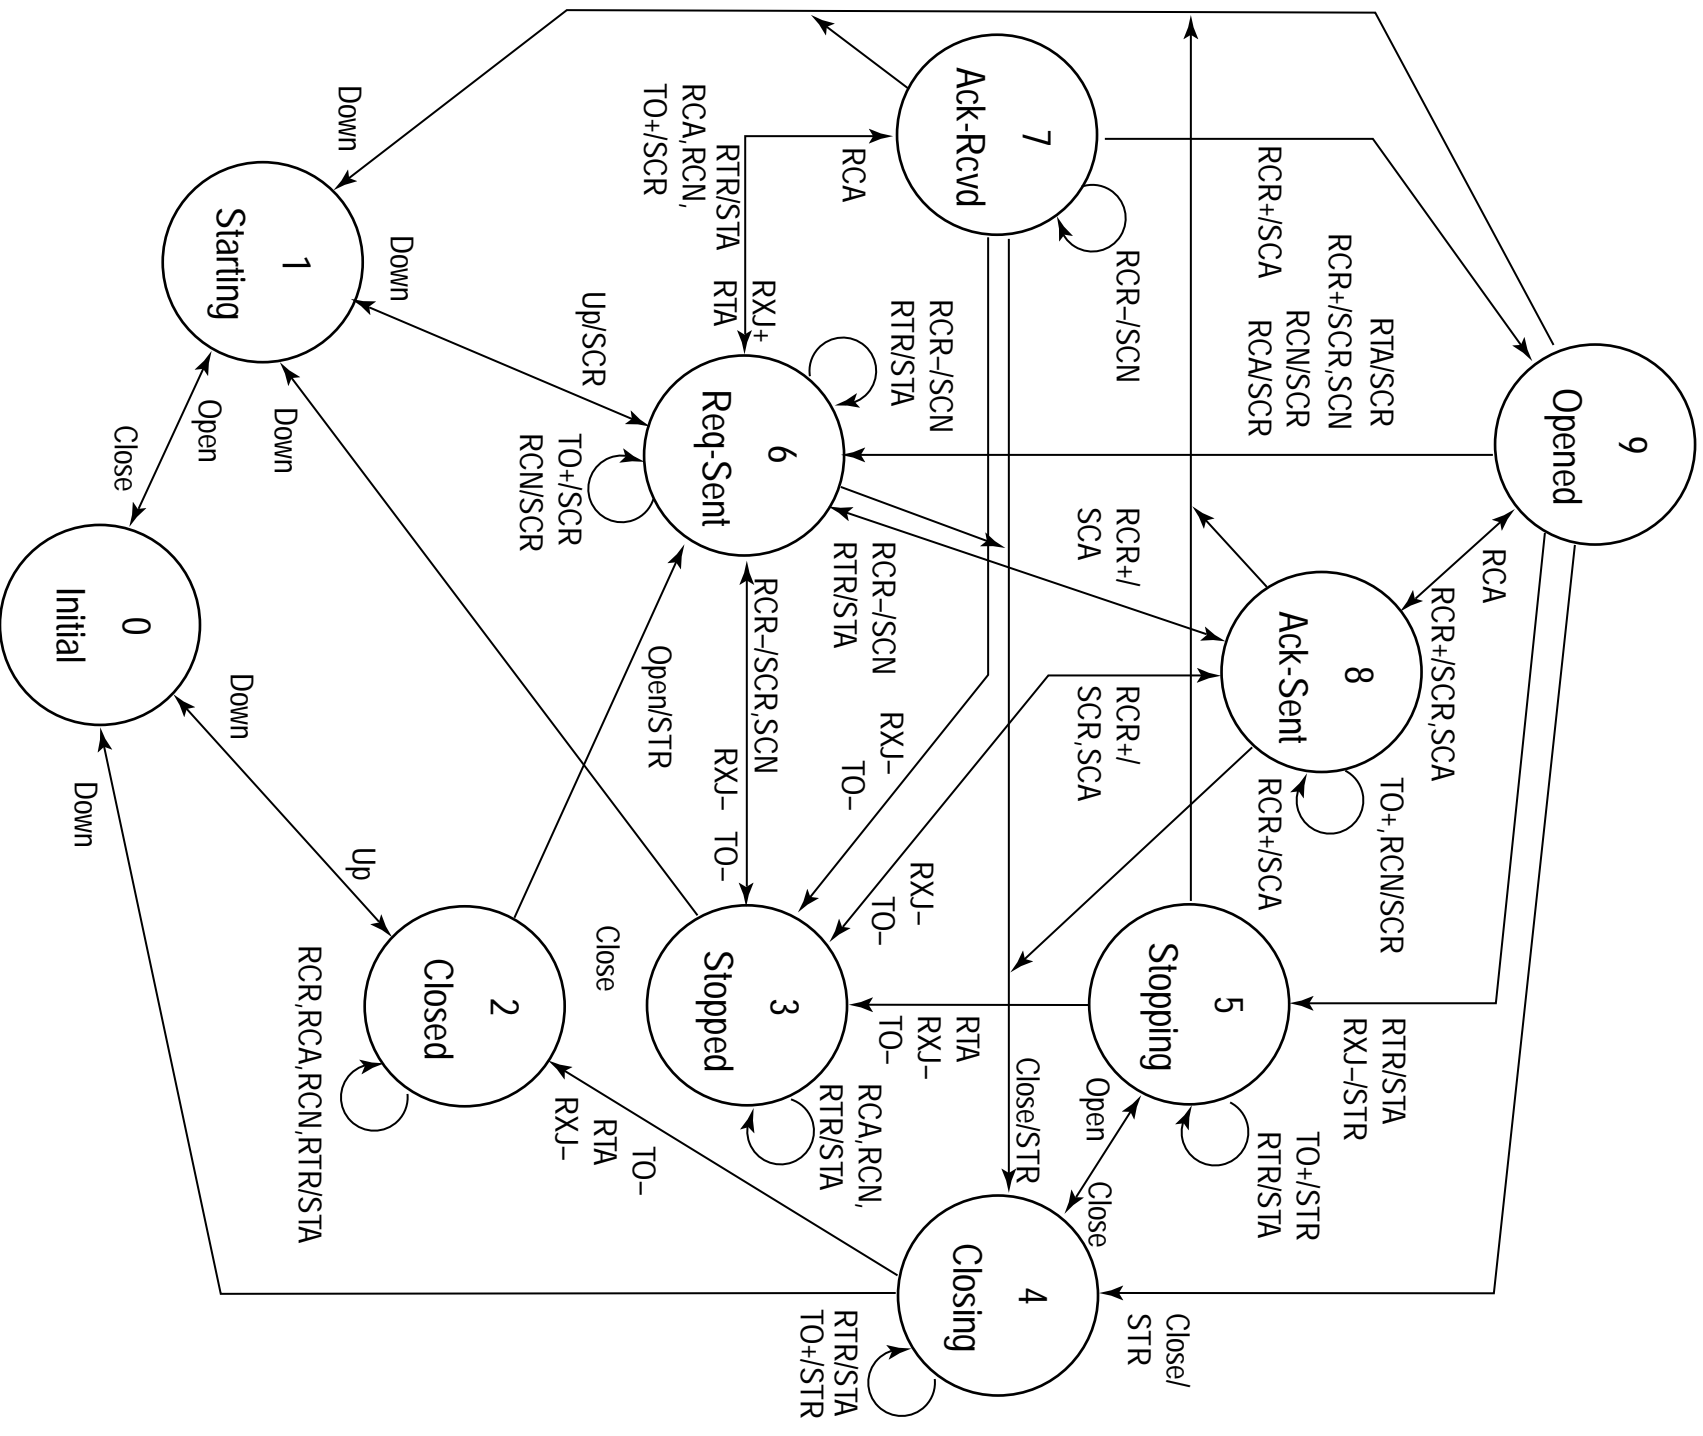 9
Opened
7
Ack-Rcvd
RCR+/SCA
RTA/SCR
RCR+/SCR,SCN
RCN/SCR
RCA/SCR
RCR–/SCN
RCA
RTR/STA
RCA,RCN,
TO+/SCR
RXJ+
RTA
RCR–/SCN
RTR/STA
Down
1
Starting
Down
Up/SCR
Down
Open
Close
6
Req-Sent
TO+/SCR
RCN/SCR
RCA
RCR+/SCR,SCA
8
Ack-Sent
RCR+/
SCA
RCR–/SCN
RTR/STA
RCR+/
SCR,SCA
TO+,RCN/SCR
RCR+/SCA
RCR–/SCR,SCN
RXJ–
TO–
RXJ–
TO–
RXJ–
TO–
Open/STR
0
Initial
Down
Up
Down
5
Stopping
RTR/STA
RXJ–/STR
TO+/STR
RTR/STA
RTA
RXJ–
TO–
3
Stopped
RCA,RCN,
RTR/STA
Close
2
Closed
RCR,RCA,RCN,RTR/STA
Open
Close
Close/STR
TO–
RTA
RXJ–
4
Closing
Close/
STR
RTR/STA
TO+/STR